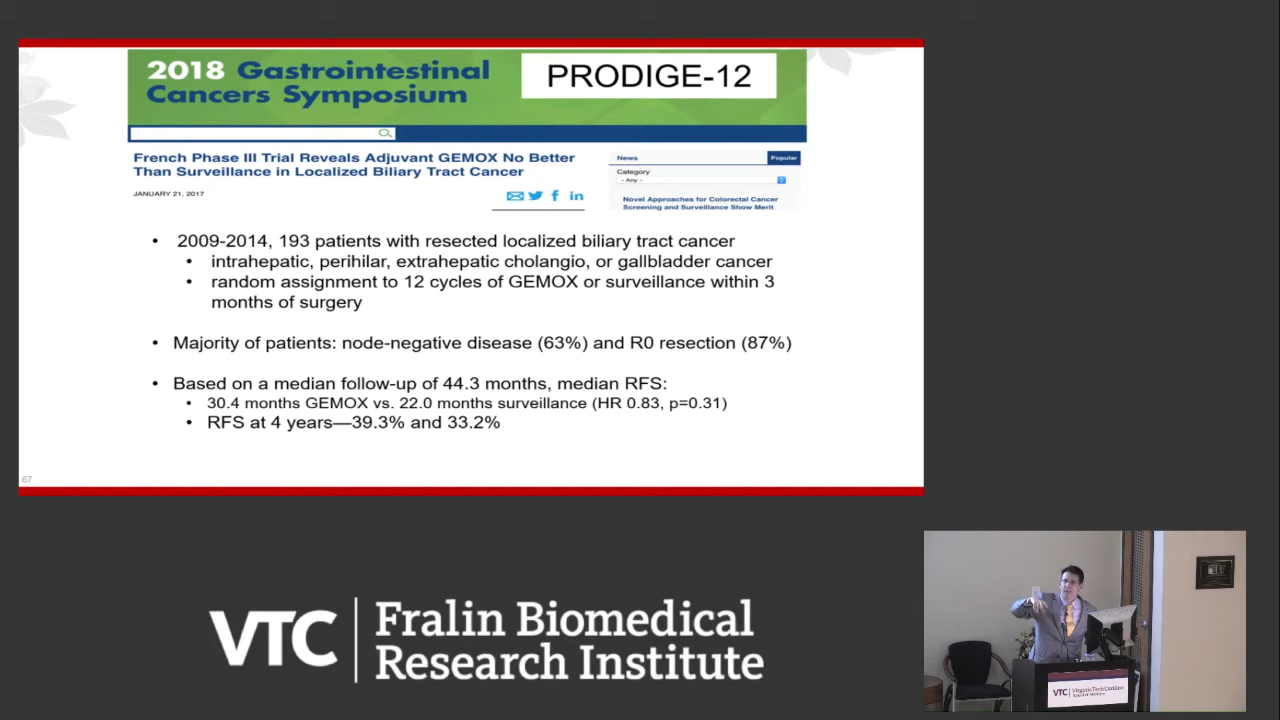 2018 Gastrointestinal
Cancers Symposium
PRODIGE-12
French Phase III Trial Reveals Adjuvant GEMOX No Better
Than Surveillance in Localized Biliary Tract Cancer
JANUARY 21, 2017
News
Popular
Category
- Any -
Novel Approaches for Colorectal Cancer
Screening and Surveillance Show Merit
• 2009-2014, 193 patients with resected localized biliary tract cancer
• intrahepatic, perihilar, extrahepatic cholangio, or gallbladder cancer
• random assignment to 12 cycles of GEMOX or surveillance within 3
months of surgery
• Majority of patients: node-negative disease (63%) and R0 resection (87%)
• Based on a median follow-up of 44.3 months, median RFS:
• 30.4 months GEMOX vs. 22.0 months surveillance (HR 0.83, p=0.31)
• RFS at 4 years—39.3% and 33.2%
67
VTC Fralin Biomedical
Research Institute
VTC Virginia Tech Carilion